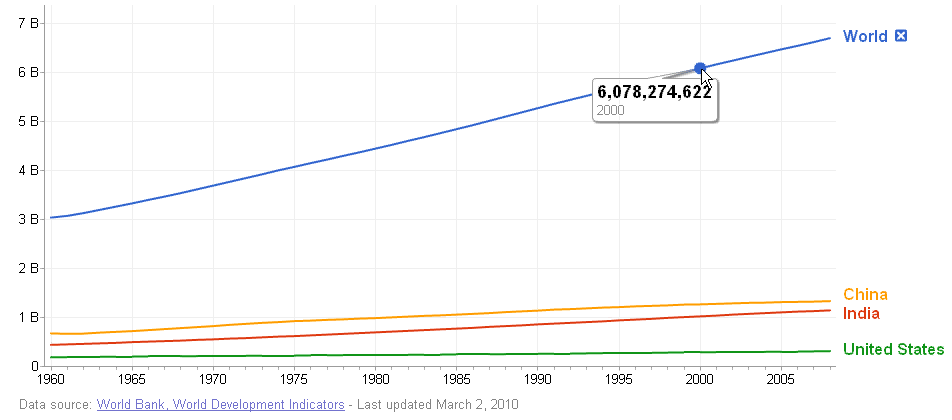 7 B
World
6 B
6,078,274,622
2000
5 B
4 B
3 B
2 B
China
1 B
India
United States
0
1960 1965 1970 1975 1980 1985 1990 1995 2000 2005
Data source: World Bank, World Development Indicators - Last updated March 2, 2010